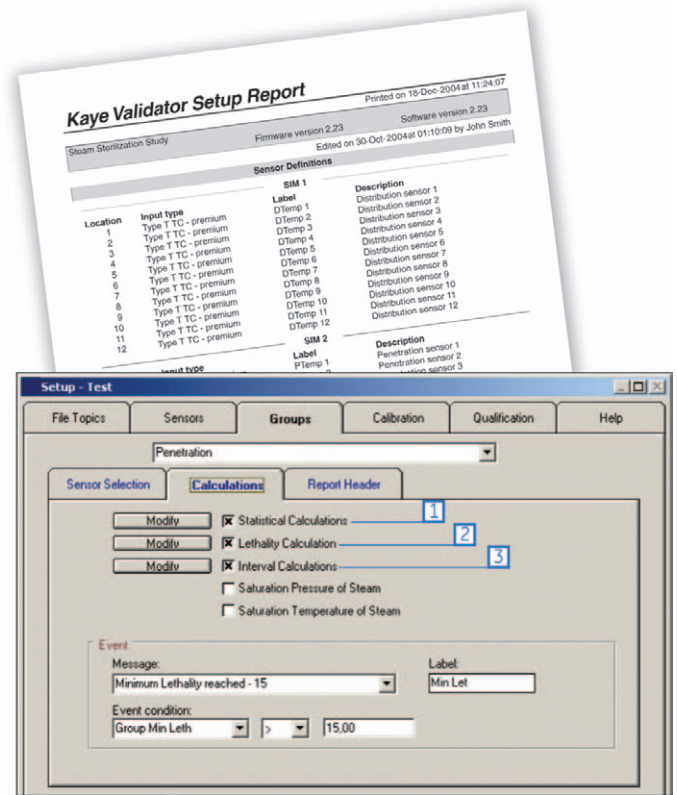 Kaye Validator Setup Report
Printed on 18-Dec-2004 at 11:24:07
Steam Sterilization Study Firmware version 2.23 Software version 2.23
Edited on 30-Oct-2004 at 01:10:09 by John Smith
Sensor Definitions
SIM 1
Location Input type Label Description
1 Type T TC - premium DTemp 1 Distribution sensor 1
2 Type T TC - premium DTemp 2 Distribution sensor 2
3 Type T TC - premium DTemp 3 Distribution sensor 3
4 Type T TC - premium DTemp 4 Distribution sensor 4
5 Type T TC - premium DTemp 5 Distribution sensor 5
6 Type T TC - premium DTemp 6 Distribution sensor 6
7 Type T TC - premium DTemp 7 Distribution sensor 7
8 Type T TC - premium DTemp 8 Distribution sensor 8
9 Type T TC - premium DTemp 9 Distribution sensor 9
10 Type T TC - premium DTemp 10 Distribution sensor 10
11 Type T TC - premium DTemp 11 Distribution sensor 11
12 Type T TC - premium DTemp 12 Distribution sensor 12
SIM 2
Input type Label Description
PTemp 1 Penetration sensor 1
Penetration sensor 2
sensor 3
Setup - Test
File Topics Sensors Groups Calibration Qualification Help
Penetration
Sensor Selection Calculations Report Header
Modify Statistical Calculations 1
Modify Lethality Calculation 2
Modify Interval Calculations 3
Saturation Pressure of Steam
Saturation Temperature of Steam
Event
Message: Label:
Minimum Lethality reached - 15 Min Let
Event condition:
Group Min Leth > 15,00